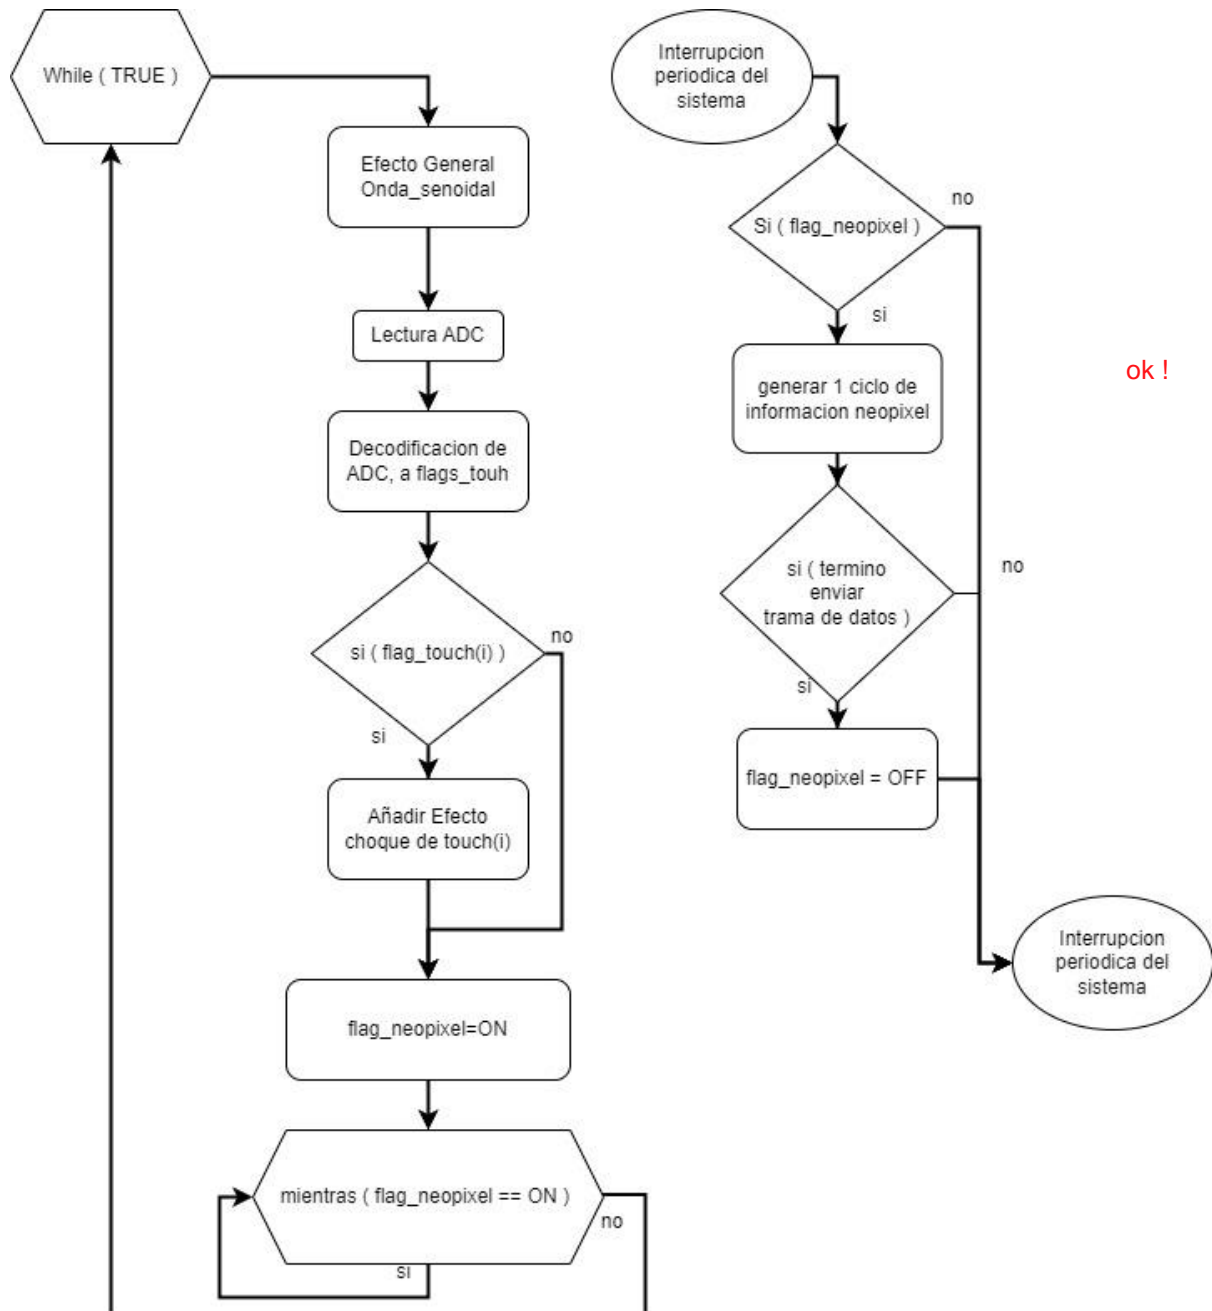 While ( TRUE )
Efecto General
Onda_senoidal
Lectura ADC
Decodificacion de
ADC, a flags_touh
si ( flag_touch(i) )
no
si
Añadir Efecto
choque de touch(i)
flag_neopixel=ON
mientras ( flag_neopixel == ON )
no
si
Interrupcion
periodica del
sistema
Si ( flag_neopixel )
no
si
generar 1 ciclo de
informacion neopixel
si ( termino
enviar
trama de datos )
no
si
flag_neopixel = OFF
Interrupcion
periodica del
sistema
ok !